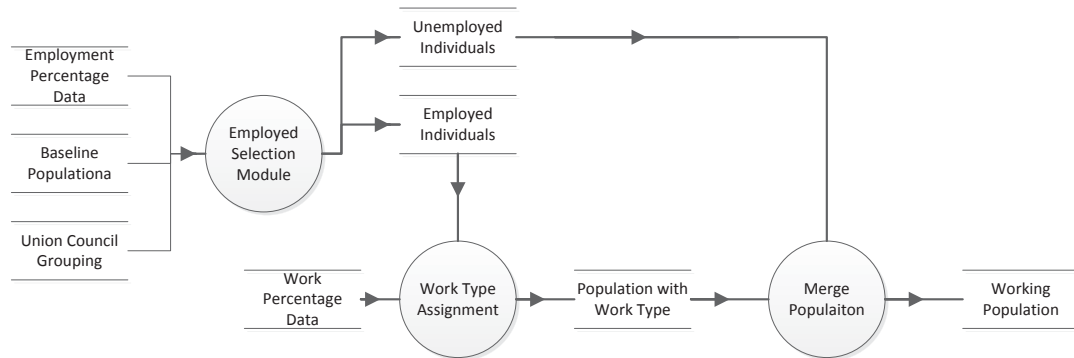 Employment
Percentage
Data
Baseline
Populationa
Union Council
Grouping
Employed
Selection
Module
Unemployed
Individuals
Employed
Individuals
Work
Percentage
Data
Work Type
Assignment
Population with
Work Type
Merge
Populaiton
Working
Population